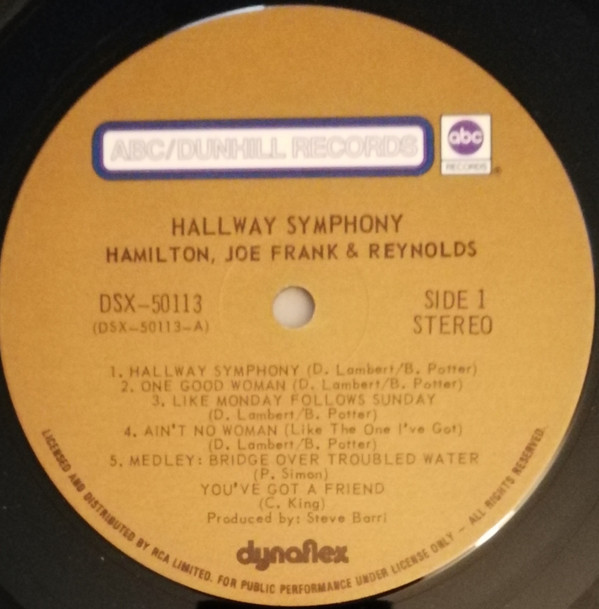 ABC/DUNHILL RECORDS
abc
RECORDS
HALLWAY SYMPHONY
HAMILTON, JOE FRANK & REYNOLDS
DSX-50113
SIDE 1
(DSX-50113-A)
STEREO
1. HALLWAY SYMPHONY (D. Lambert/B. Potter)
2. ONE GOOD WOMAN (D. Lambert/B. Potter)
3. LIKE MONDAY FOLLOWS SUNDAY
(D. Lambert/B. Potter)
4. AIN'T NO WOMAN (Like The One I've Got)
(D. Lambert/B. Potter)
5. MEDLEY: BRIDGE OVER TROUBLED WATER
(P. Simon)
YOU'VE GOT A FRIEND
(C. King)
Produced by: Steve Barri
dynaflex
LICENSED AND DISTRIBUTED BY RCA LIMITED. FOR PUBLIC PERFORMANCE UNDER LICENSE ONLY – ALL RIGHTS RESERVED.